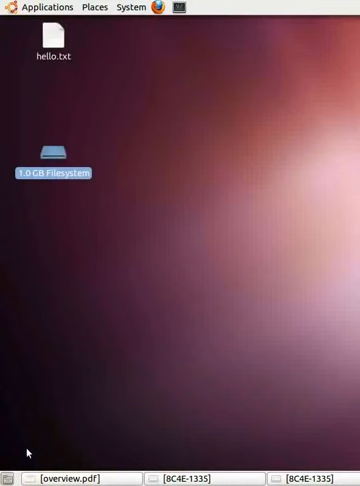 Applications Places System
hello.txt
1.0 GB Filesystem
[overview.pdf] [8C4E-1335] [8C4E-1335]